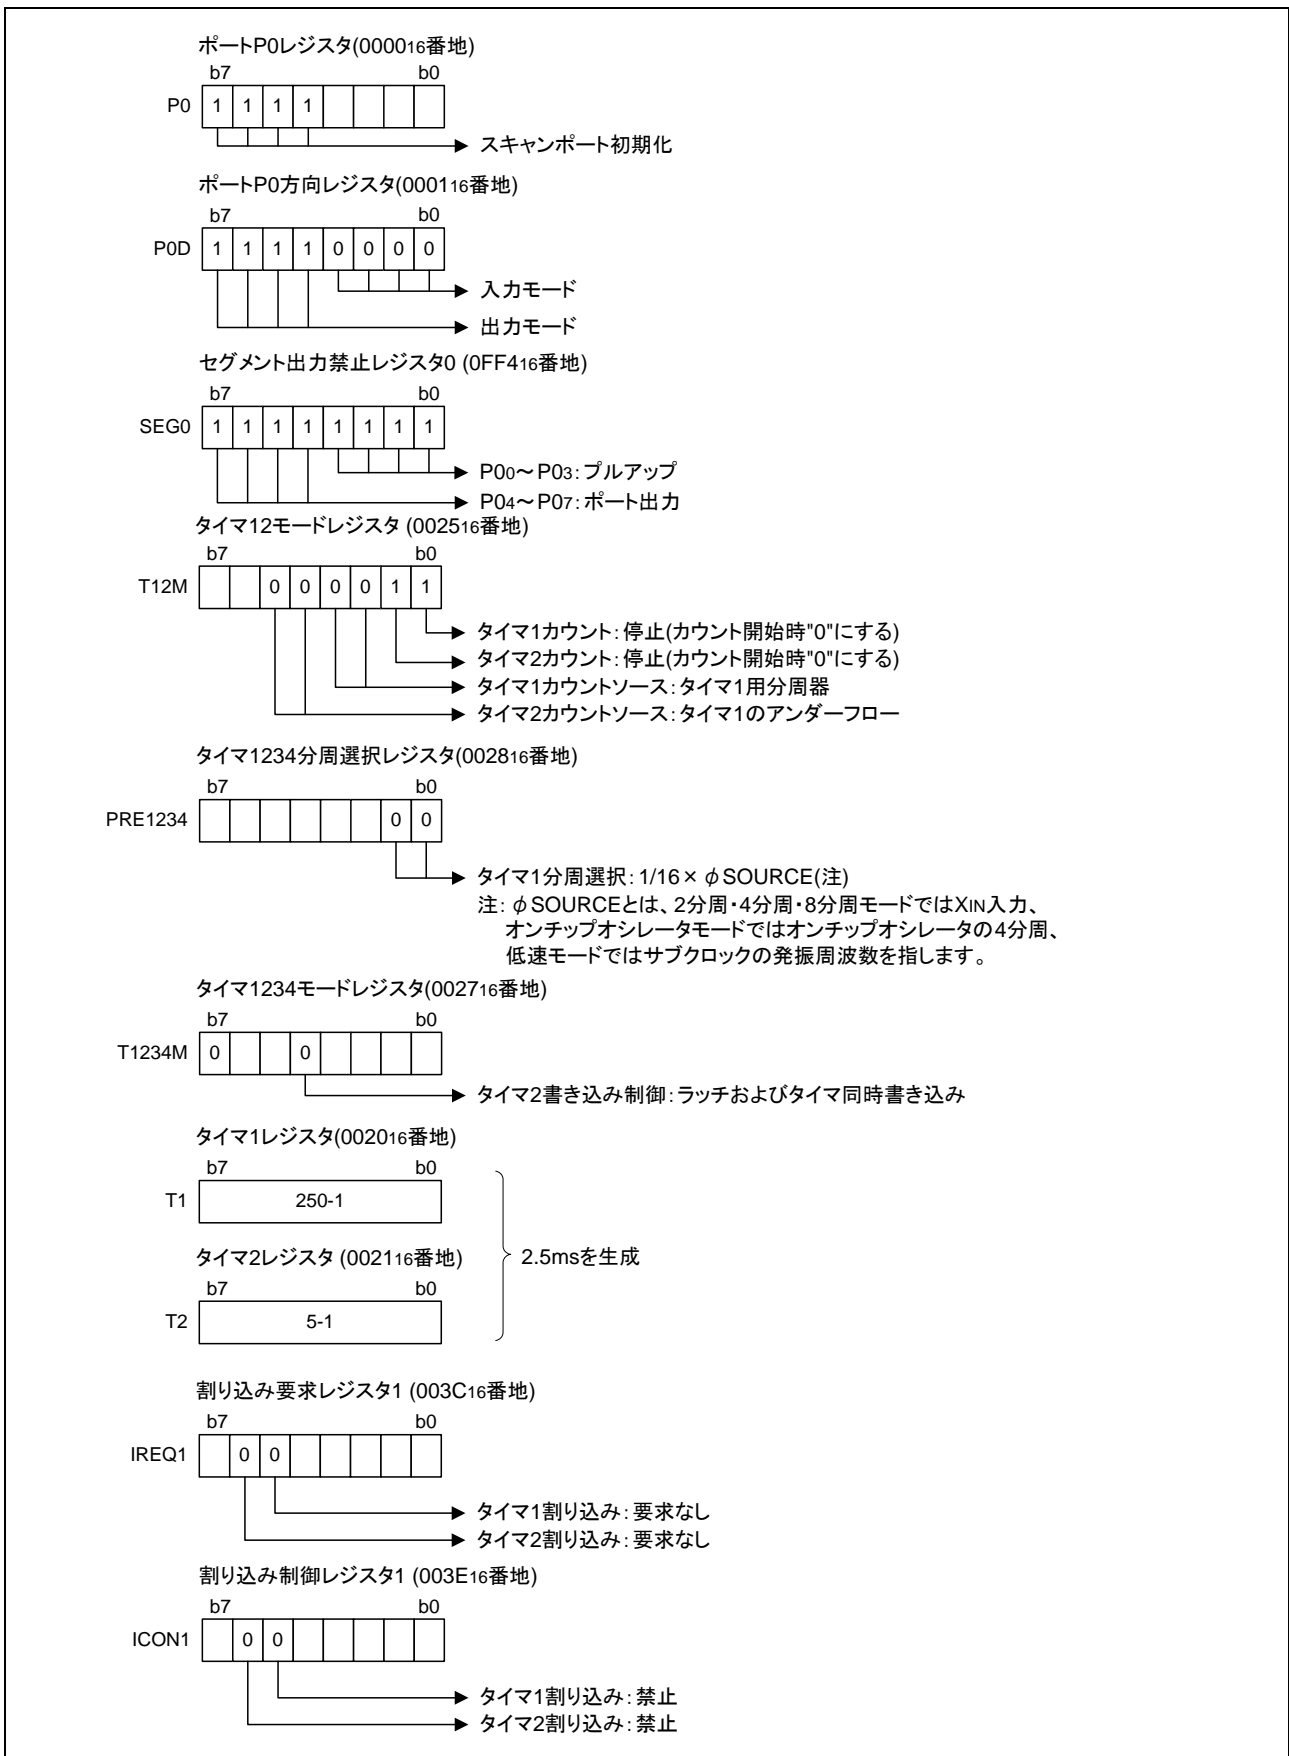 ポートP0レジスタ(000016番地)
b7 b0
P0 1 1 1 1
スキャンポート初期化
ポートP0方向レジスタ(000116番地)
b7 b0
P0D 1 1 1 1 0 0 0 0
入力モード
出力モード
セグメント出力禁止レジスタ0 (0FF416番地)
b7 b0
SEG0 1 1 1 1 1 1 1 1
P00～P03：プルアップ
P04～P07：ポート出力
タイマ12モードレジスタ (002516番地)
b7 b0
T12M 0 0 0 0 1 1
タイマ1カウント：停止(カウント開始時"0"にする)
タイマ2カウント：停止(カウント開始時"0"にする)
タイマ1カウントソース：タイマ1用分周器
タイマ2カウントソース：タイマ1のアンダーフロー
タイマ1234分周選択レジスタ(002816番地)
b7 b0
PRE1234 0 0
タイマ1分周選択：1/16× φSOURCE(注)
注：φSOURCEとは、2分周・4分周・8分周モードではXIN入力、
オンチップオシレータモードではオンチップオシレータの4分周、
低速モードではサブクロックの発振周波数を指します。
タイマ1234モードレジスタ(002716番地)
b7 b0
T1234M 0 0
タイマ2書き込み制御：ラッチおよびタイマ同時書き込み
タイマ1レジスタ(002016番地)
b7 b0
T1 250-1
タイマ2レジスタ (002116番地)
2.5msを生成
b7 b0
T2 5-1
割り込み要求レジスタ1 (003C16番地)
b7 b0
IREQ1 0 0
タイマ1割り込み：要求なし
タイマ2割り込み：要求なし
割り込み制御レジスタ1 (003E16番地)
b7 b0
ICON1 0 0
タイマ1割り込み：禁止
タイマ2割り込み：禁止